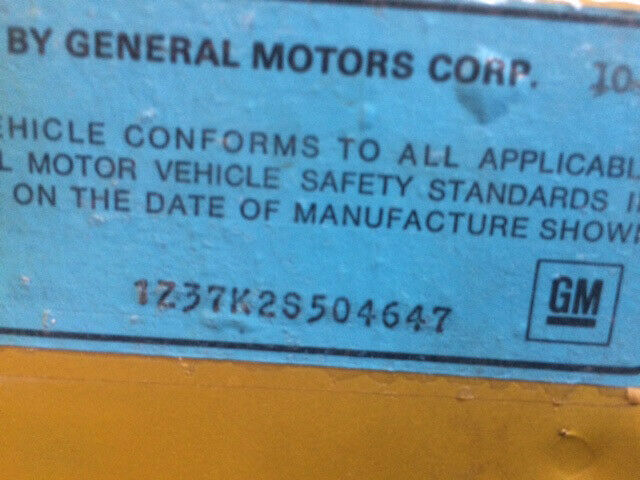 BY GENERAL MOTORS CORP. 10
EHICLE CONFORMS TO ALL APPLICABL
L MOTOR VEHICLE SAFETY STANDARDS I
ON THE DATE OF MANUFACTURE SHOW
1Z37K2S504647
GM